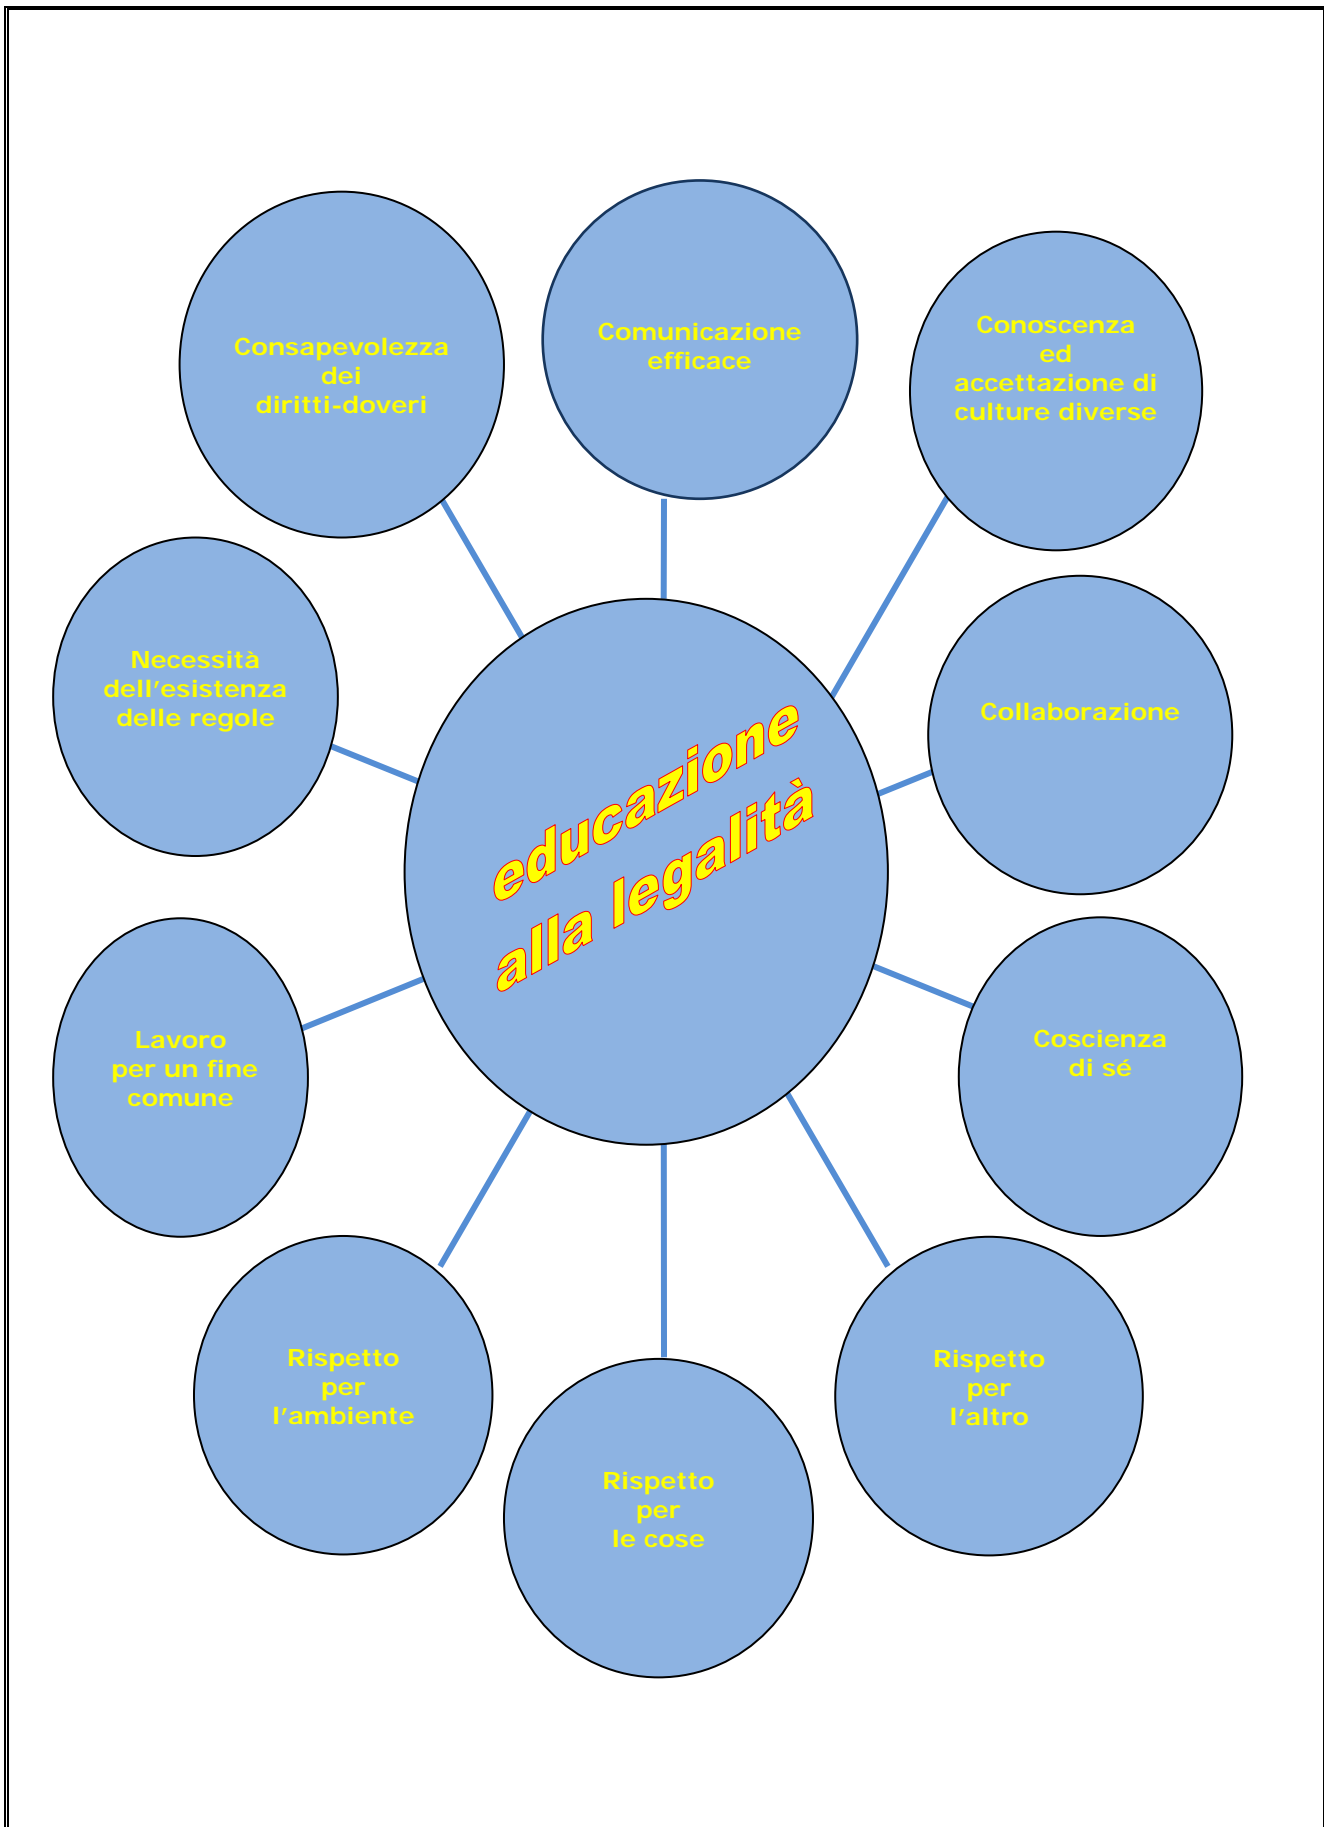 Comunicazione
efficace
Conoscenza
ed
accettazione di
culture diverse
Consapevolezza
dei
diritti-doveri
Necessità
dell’esistenza
delle regole
Collaborazione
educazione
alla legalità
Lavoro
per un fine
comune
Coscienza
di sé
Rispetto
per
l’ambiente
Rispetto
per
l’altro
Rispetto
per
le cose